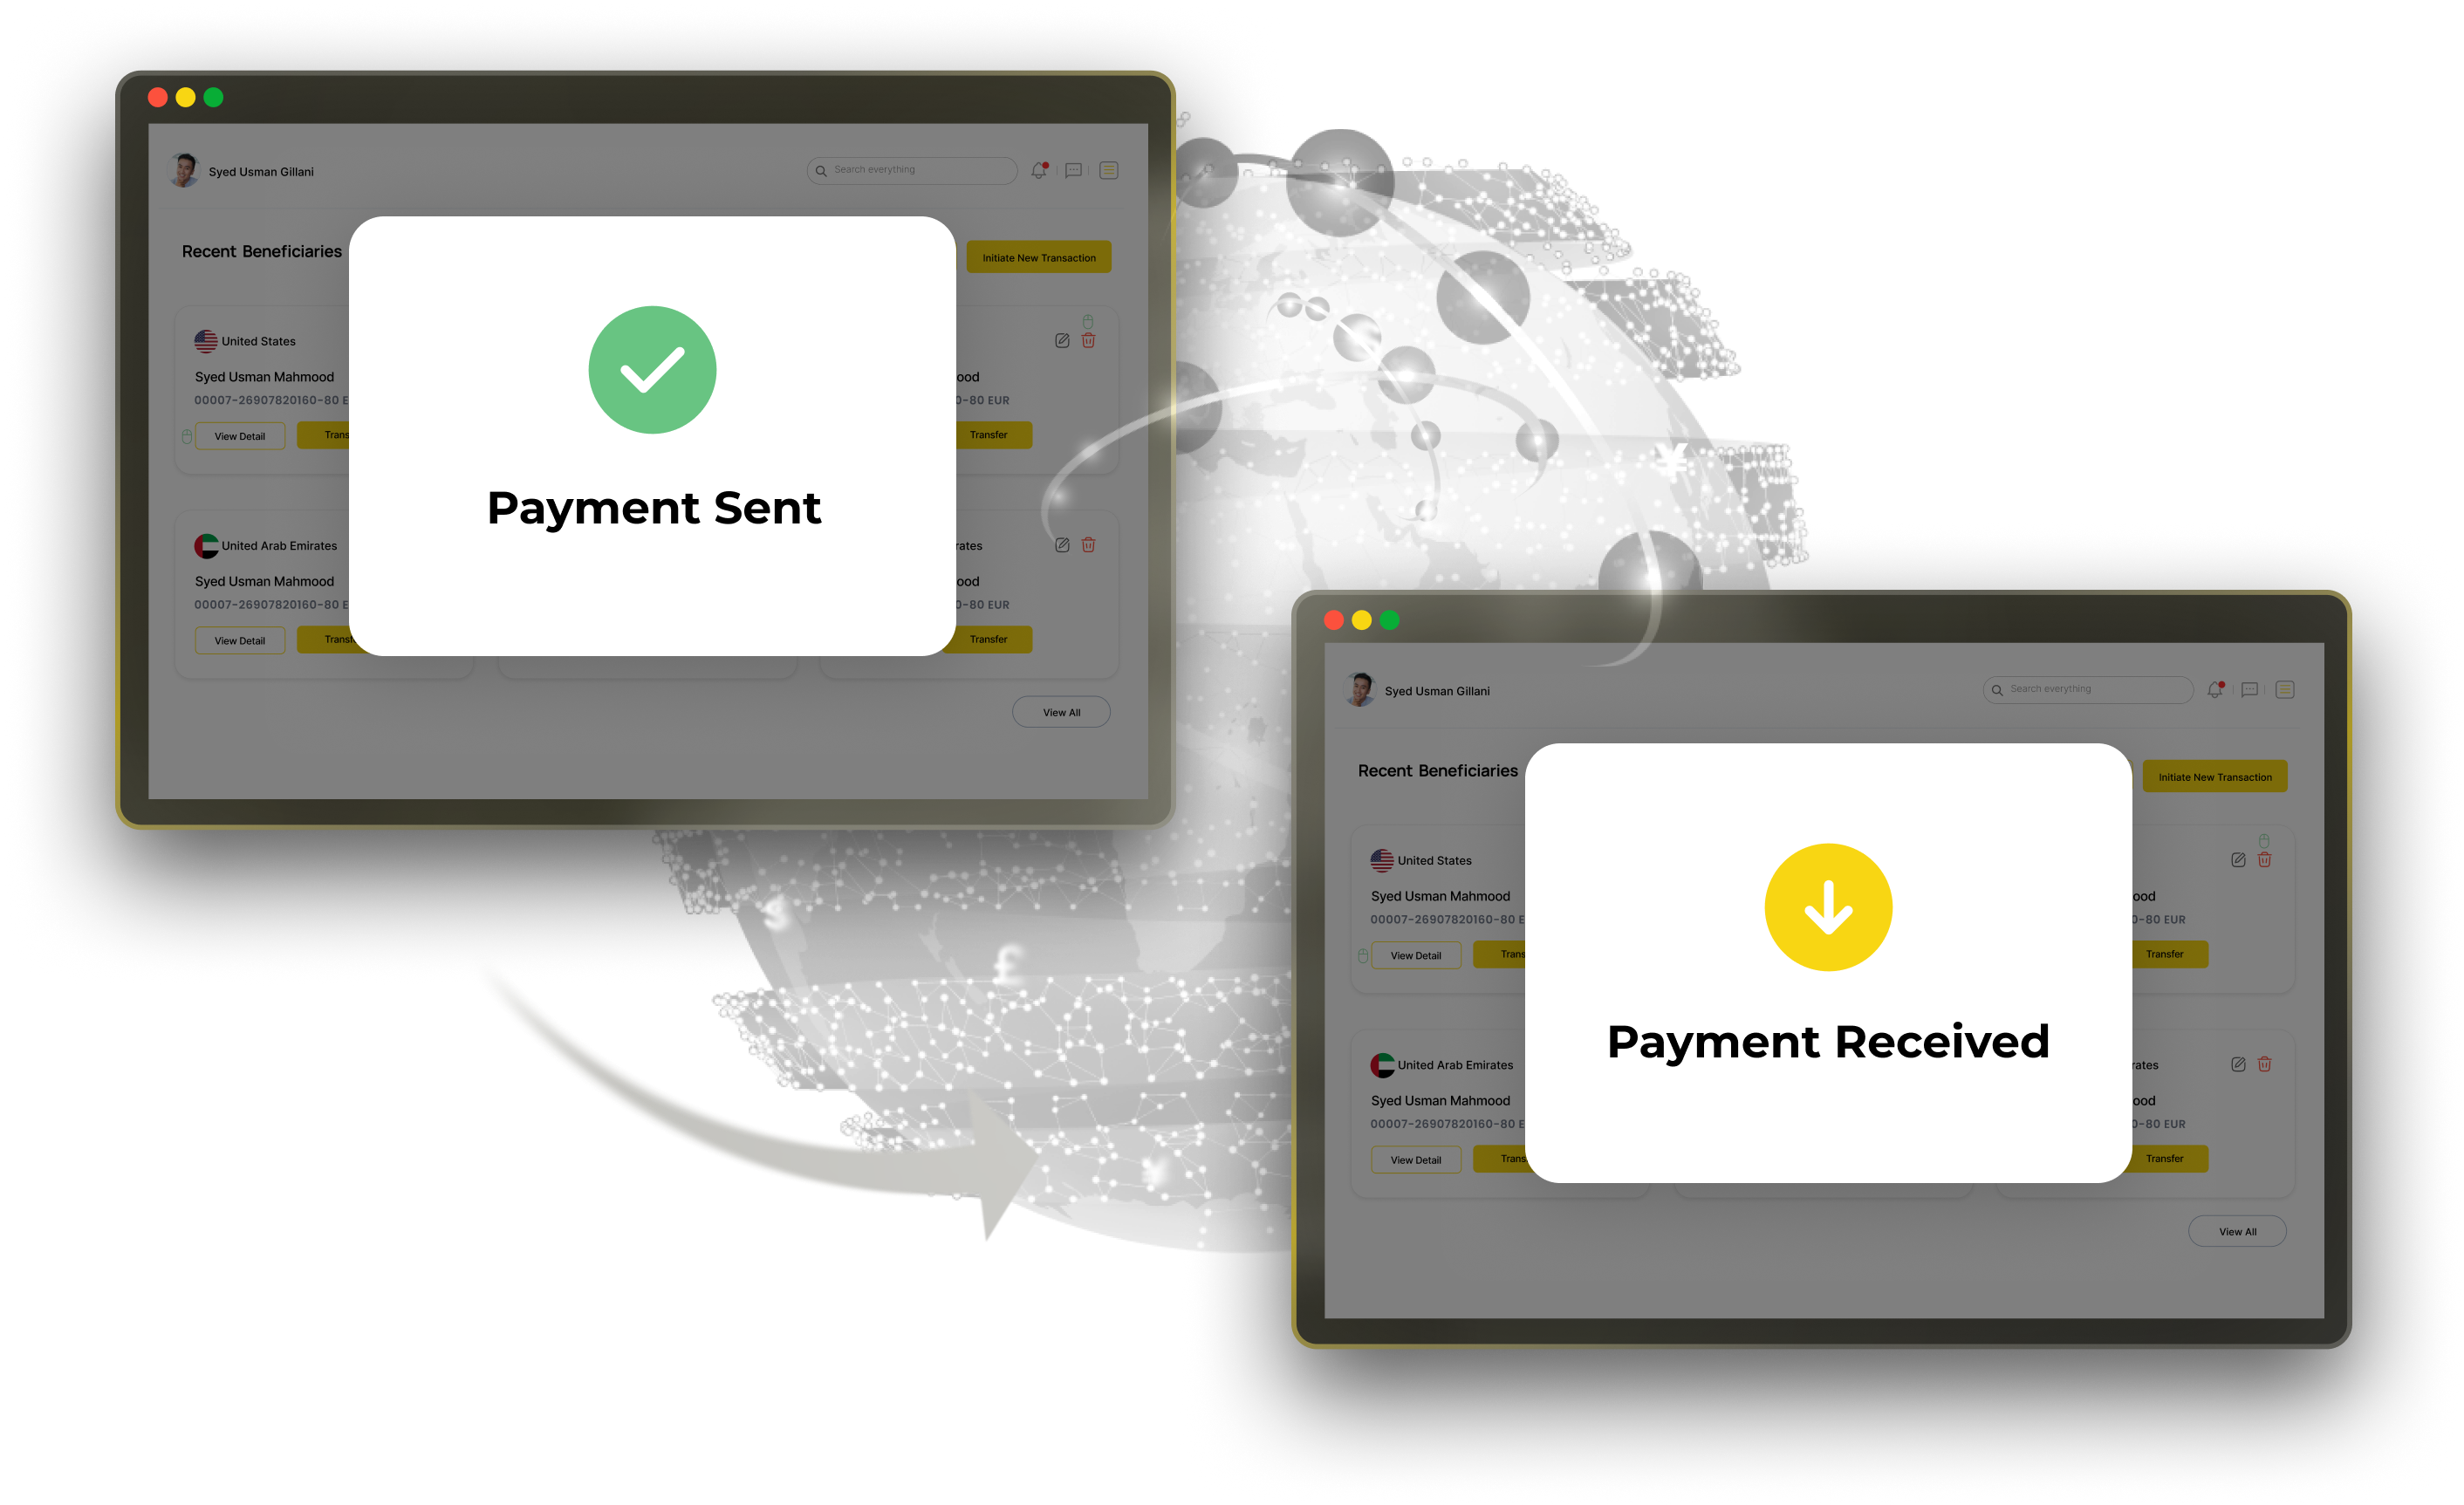 Syed Usman Gillani
Search everything
Recent Beneficiaries
Initiate New Transaction
United States
Syed Usman Mahmood
00007-26907820160-80 E
ood
0-80 EUR
View Detail
Trans
Transfer
Payment Sent
United Arab Emirates
rates
Syed Usman Mahmood
ood
00007-26907820160-80 E
0-80 EUR
View Detail
Transf
Transfer
View All
¥
$
£
¥
Syed Usman Gillani
Search everything
Recent Beneficiaries
Initiate New Transaction
United States
Syed Usman Mahmood
ood
00007-26907820160-80 E
0-80 EUR
View Detail
Trans
Transfer
Payment Received
United Arab Emirates
rates
Syed Usman Mahmood
ood
00007-26907820160-80 E
0-80 EUR
View Detail
Trans
Transfer
View All